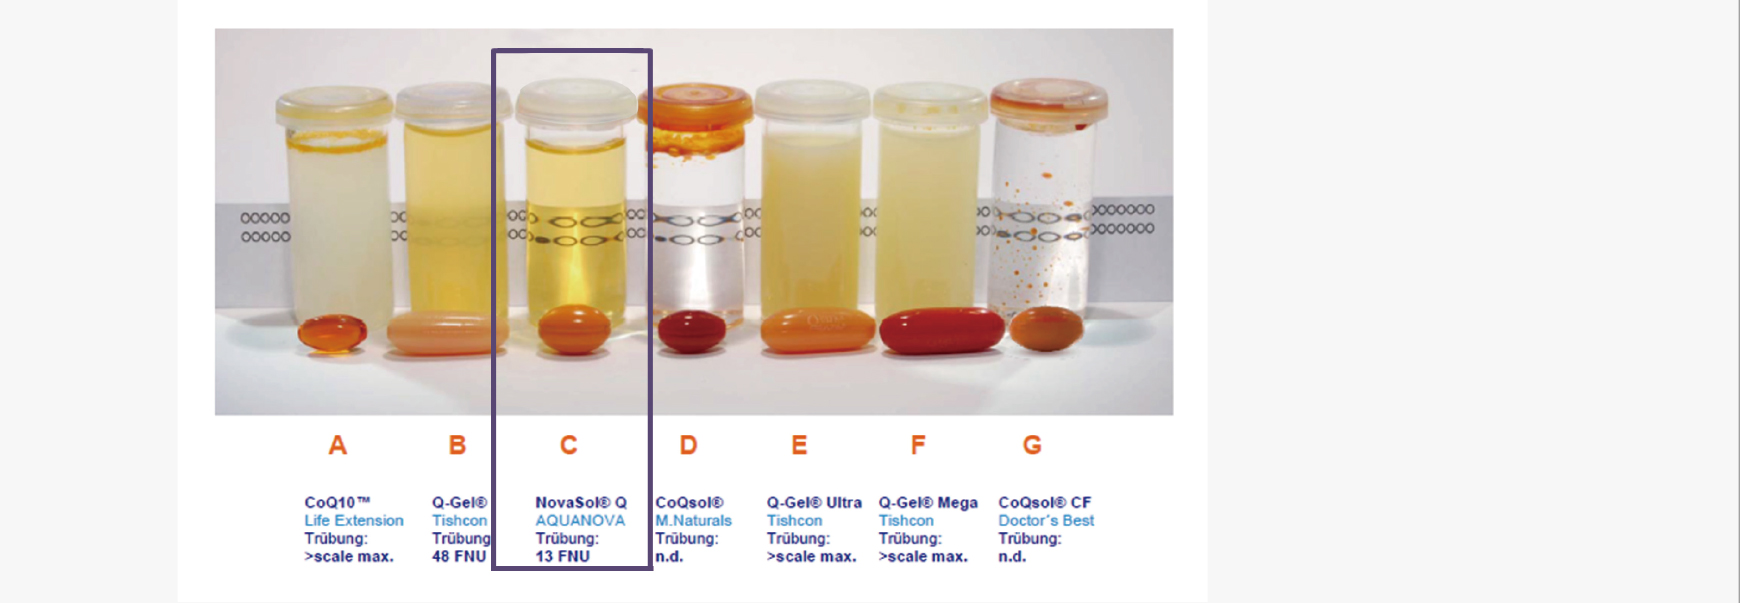 A
B
C
D
E
F
G
CoQ10™
Life Extension
Trübung:
>scale max.
Q-Gel®
Tishcon
Trübung
48 FNU
NovaSol® Q
AQUANOVA
Trübung:
13 FNU
CoQsol®
M.Naturals
Trübung:
n.d.
Q-Gel® Ultra
Tishcon
Trübung:
>scale max.
Q-Gel® Mega
Tishcon
Trübung:
>scale max.
CoQsol® CF
Doctor´s Best
Trübung:
n.d.